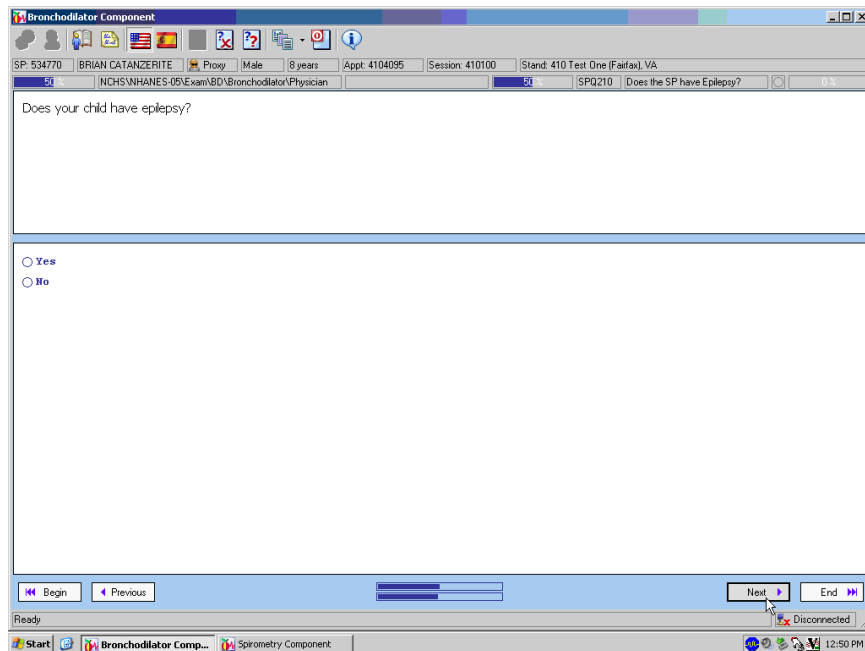 Bronchodilator Component
SP: 534770 BRIAN CATANZERITE Proxy Male 8 years Appt: 4104095 Session: 410100 Stand: 410 Test One (Fairfax), VA
50 % NCHS\NHANES-05\Exam\BD\Bronchodilator\Physician 50 % SPQ210 Does the SP have Epilepsy? 0 %
Does your child have epilepsy?
Yes
No
Begin Previous Next End
Ready Disconnected
Start Bronchodilator Comp... Spirometry Component 12:50 PM